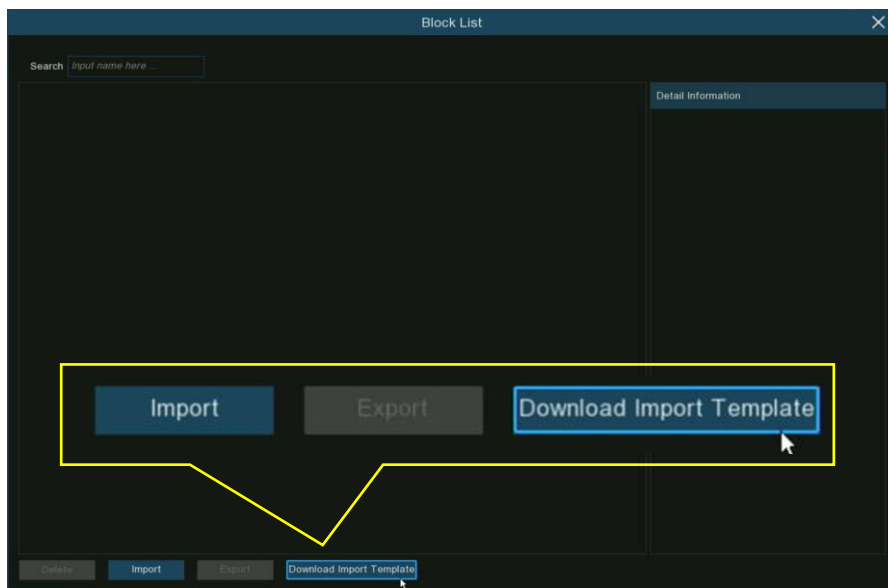 Block List
Search Input name here ...
Detail Information
Import Export Download Import Template
Delete Import Export Download Import Template